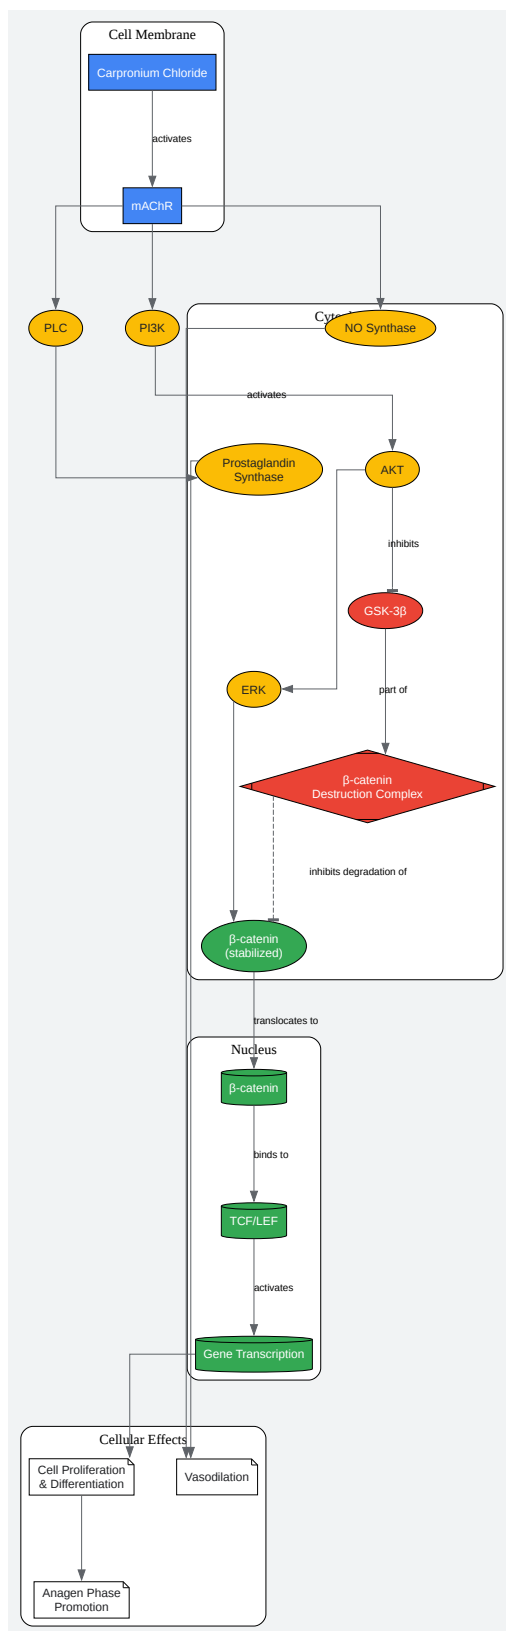 Cell Membrane
Carpronium Chloride
activates
mAChR
PLC
PI3K
NO Synthase
activates
Prostaglandin
Synthase
AKT
inhibits
GSK-3β
ERK
part of
β-catenin
Destruction Complex
inhibits degradation of
β-catenin
(stabilized)
translocates to
Nucleus
β-catenin
binds to
TCF/LEF
activates
Gene Transcription
Cellular Effects
Cell Proliferation
& Differentiation
Vasodilation
Anagen Phase
Promotion